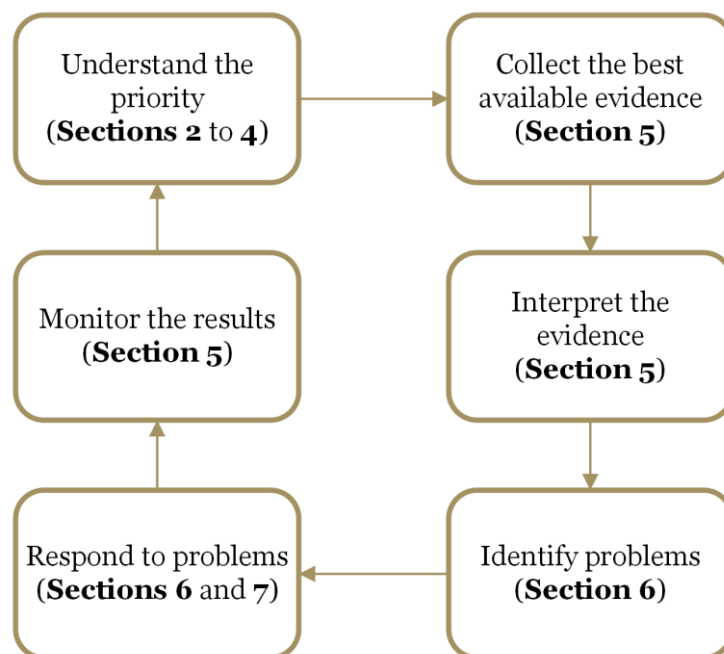 Understand the
priority
(Sections 2 to 4)
Collect the best
available evidence
(Section 5)
Interpret the
evidence
(Section 5)
Identify problems
(Section 6)
Respond to problems
(Sections 6 and 7)
Monitor the results
(Section 5)